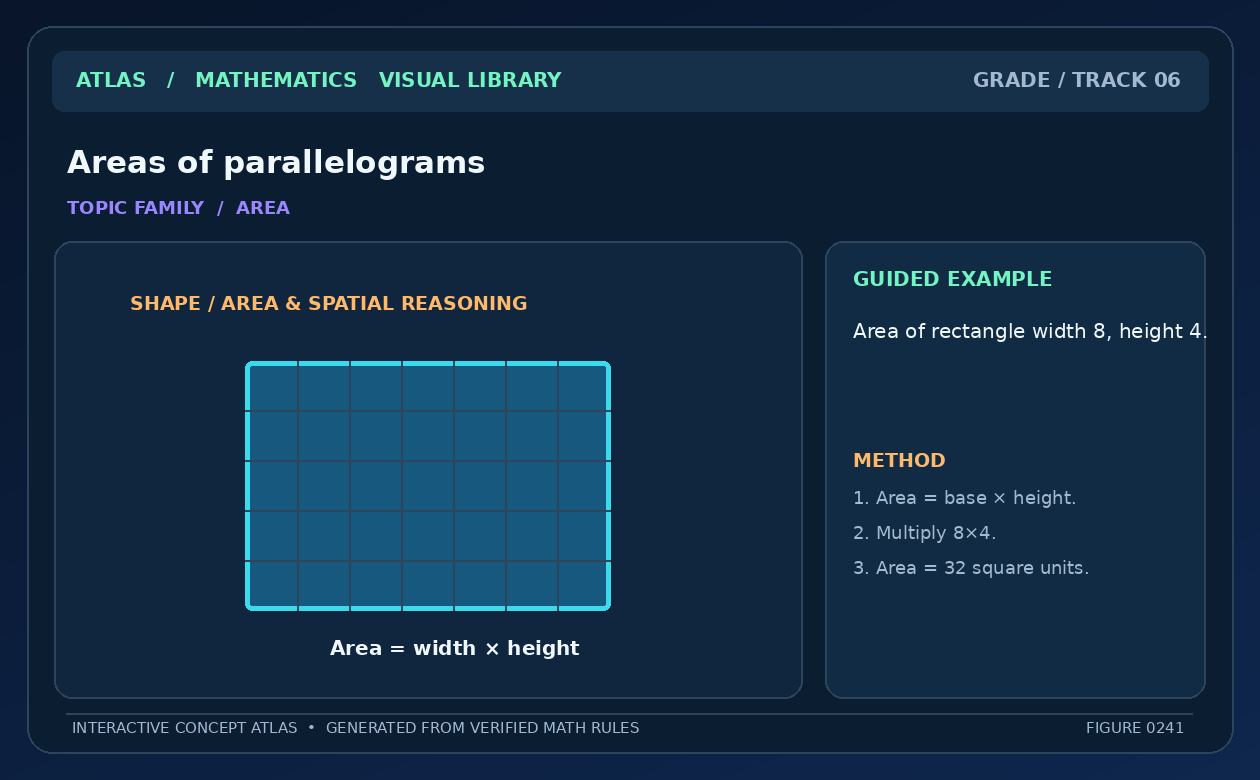 ATLAS / MATHEMATICS VISUAL LIBRARY
GRADE / TRACK 06
Areas of parallelograms
TOPIC FAMILY / AREA
SHAPE / AREA & SPATIAL REASONING
Area = width × height
GUIDED EXAMPLE
Area of rectangle width 8, height 4.
METHOD
1. Area = base × height.
2. Multiply 8×4.
3. Area = 32 square units.
INTERACTIVE CONCEPT ATLAS • GENERATED FROM VERIFIED MATH RULES
FIGURE 0241